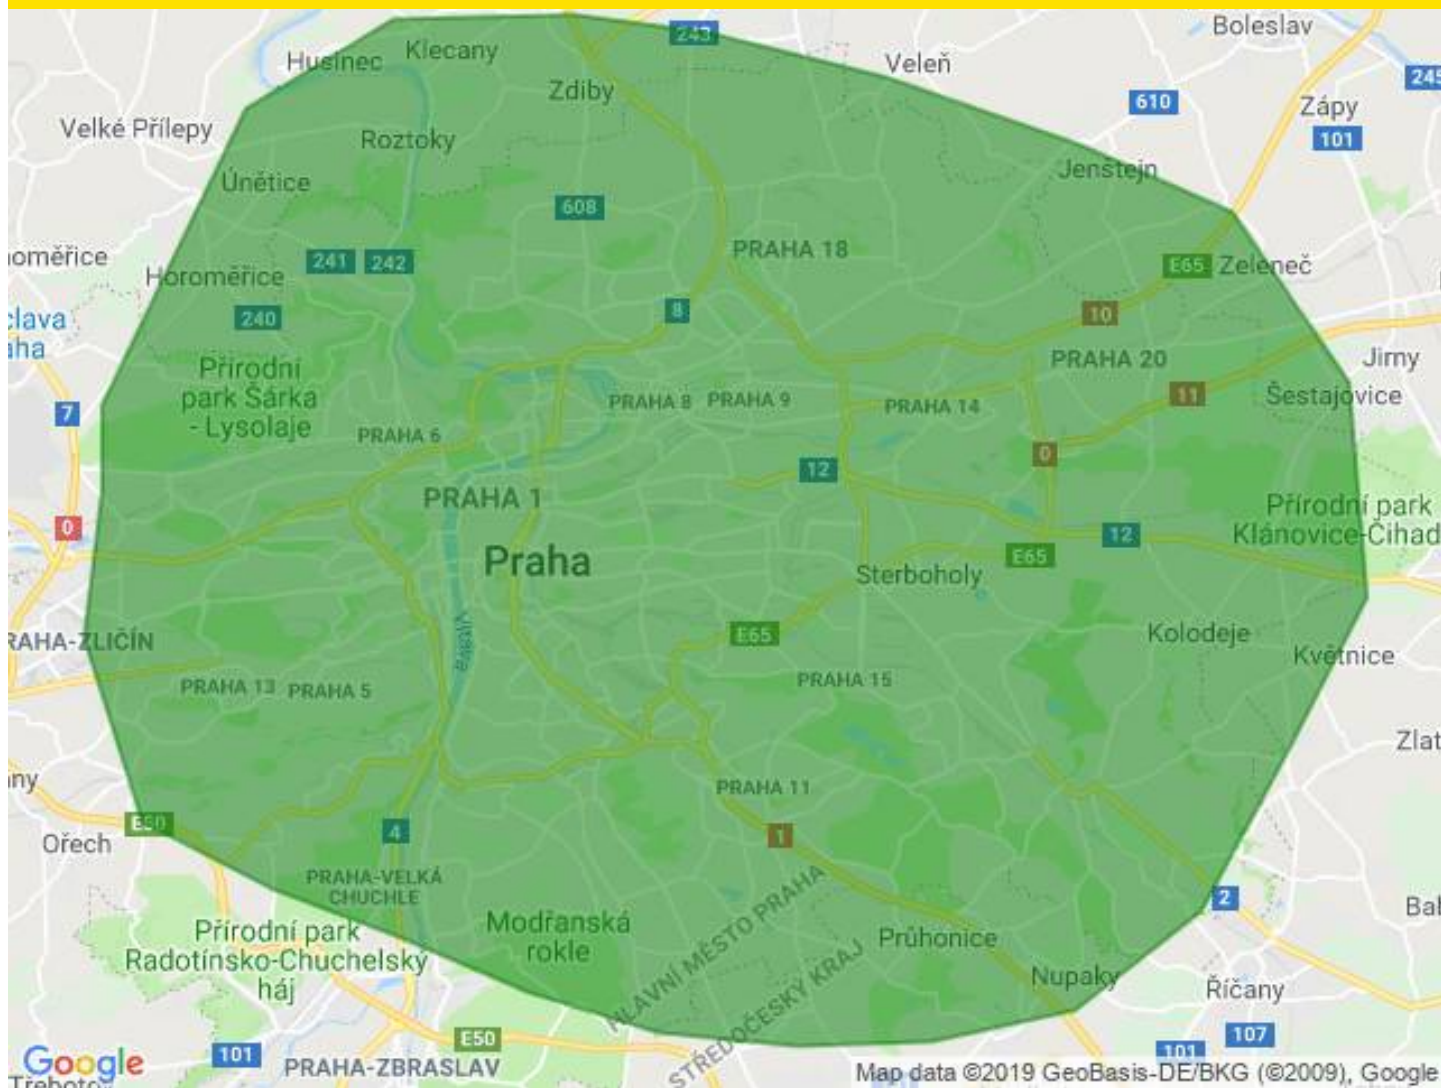 Boleslav
243
Husinec
Klecany
Veleň
245
Zdiby
610
Zápy
Velké Přílepy
Roztoky
101
Jenštejn
Únětice
608
PRAHA 18
241
242
E65
Zeleneč
Horoměřice
240
8
10
Přírodní
park Šárka
- Lysolaje
PRAHA 20
Jirny
11
Šestajovice
7
PRAHA 8
PRAHA 9
PRAHA 14
PRAHA 6
0
12
PRAHA 1
Přírodní park
Klánovice-Čihad
0
12
Praha
E65
Sterboholy
Vltava
E65
Kolodeje
RAHA-ZLIČÍN
Květnice
PRAHA 13
PRAHA 5
PRAHA 15
Zlat
ny
PRAHA 11
E50
4
1
Ořech
PRAHA-VELKÁ
CHUCHLE
2
Modřanská
rokle
HLAVNÍ MĚSTO PRAHA
STŘEDOČESKÝ KRAJ
Přírodní park
Radotínsko-Chuchelský
háj
Průhonice
Nupaky
Říčany
E50
107
101
101
Google
PRAHA-ZBRASLAV
Map data ©2019 GeoBasis-DE/BKG (©2009), Google